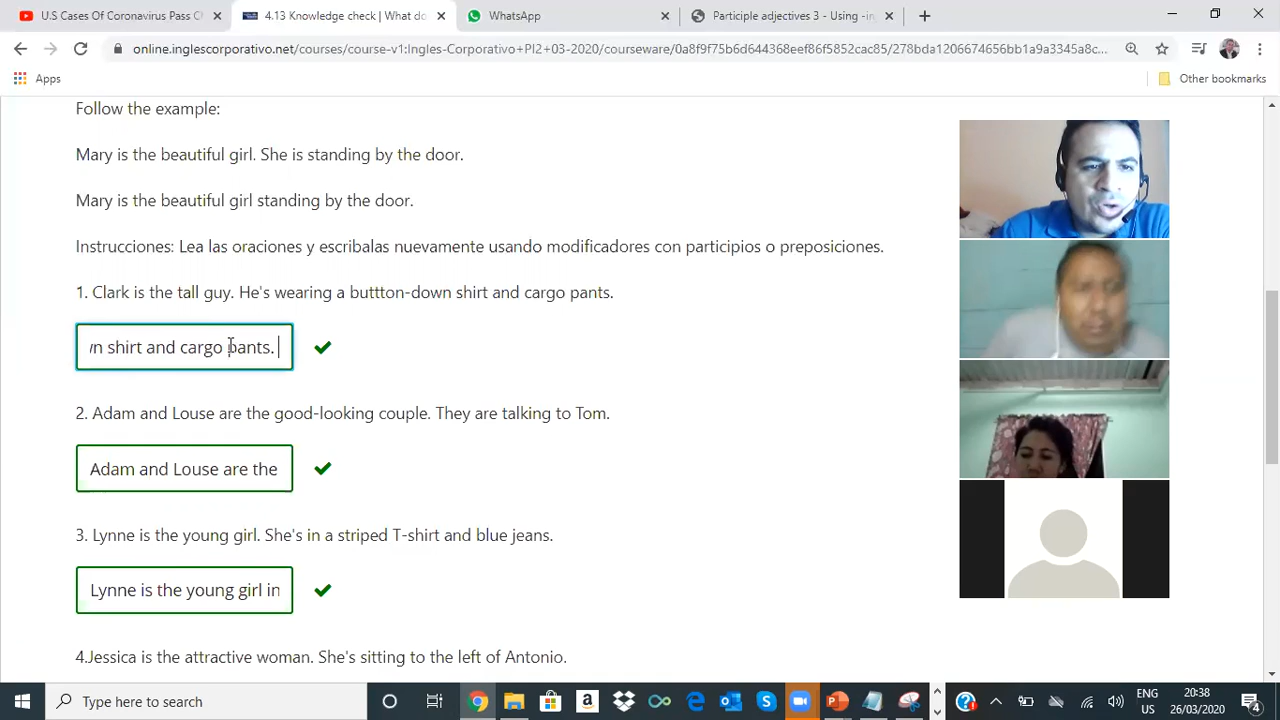 U.S Cases Of Coronavirus Pass C
4.13 Knowledge check | What do
WhatsApp
Participle adjectives 3 - Using -in
online.inglescorporativo.net/courses/course-v1:Ingles-Corporativo+PI2+03-2020/courseware/0a8f9f75b6d644368eef86f5852cac85/278bda1206674656bb1a9a3345a8c...
Apps
Other bookmarks
Follow the example:
Mary is the beautiful girl. She is standing by the door.
Mary is the beautiful girl standing by the door.
Instrucciones: Lea las oraciones y escribalas nuevamente usando modificadores con participios o preposiciones.
1. Clark is the tall guy. He's wearing a buttton-down shirt and cargo pants.
vn shirt and cargo pants.
2. Adam and Louse are the good-looking couple. They are talking to Tom.
Adam and Louse are the
3. Lynne is the young girl. She's in a striped T-shirt and blue jeans.
Lynne is the young girl in
4.Jessica is the attractive woman. She's sitting to the left of Antonio.
Type here to search
ENG
US
20:38
26/03/2020
4